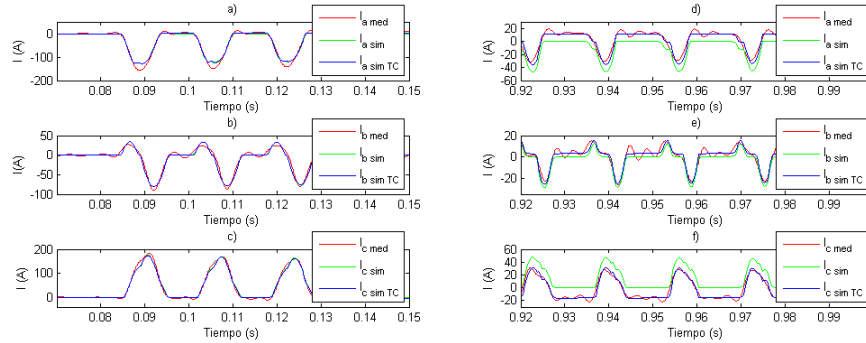 a)
I (A)
0
-100
-200
0.08
0.09
0.1
0.11
0.12
0.13
0.14
0.15
Tiempo (s)
I a med
I a sim
I a sim TC
d)
I (A)
20
0
-20
-40
-60
0.92
0.93
0.94
0.95
0.96
0.97
0.98
0.99
Tiempo (s)
I a med
I a sim
I a sim TC
b)
I (A)
50
0
-50
-100
0.08
0.09
0.1
0.11
0.12
0.13
0.14
0.15
Tiempo (s)
I b med
I b sim
I b sim TC
e)
I (A)
20
0
-20
0.92
0.93
0.94
0.95
0.96
0.97
0.98
0.99
Tiempo (s)
I b med
I b sim
I b sim TC
c)
I (A)
200
100
0
0.08
0.09
0.1
0.11
0.12
0.13
0.14
0.15
Tiempo (s)
I c med
I c sim
I c sim TC
f)
I (A)
60
40
20
0
-20
0.92
0.93
0.94
0.95
0.96
0.97
0.98
0.99
Tiempo (s)
I c med
I c sim
I c sim TC